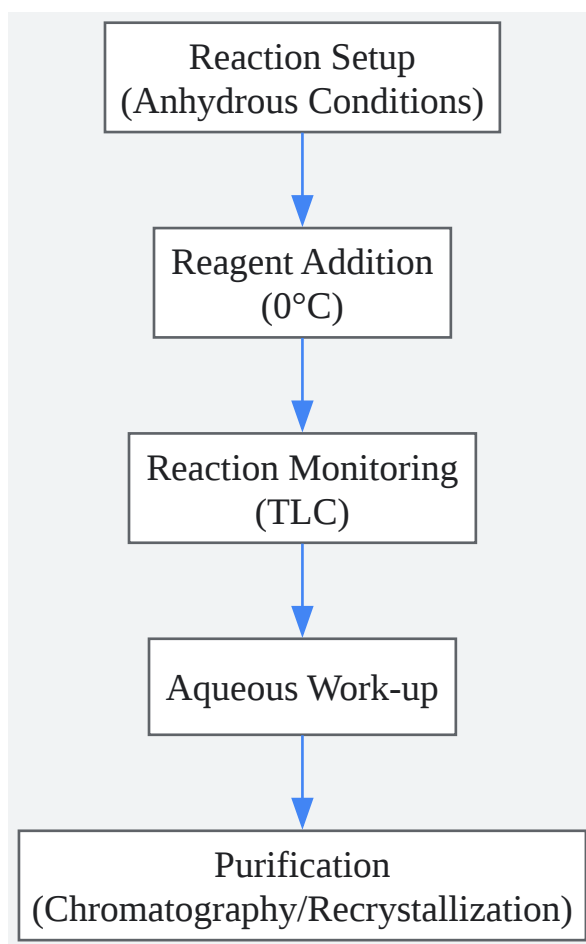 Reaction Setup
(Anhydrous Conditions)
Reagent Addition
(0°C)
Reaction Monitoring
(TLC)
Aqueous Work-up
Purification
(Chromatography/Recrystallization)